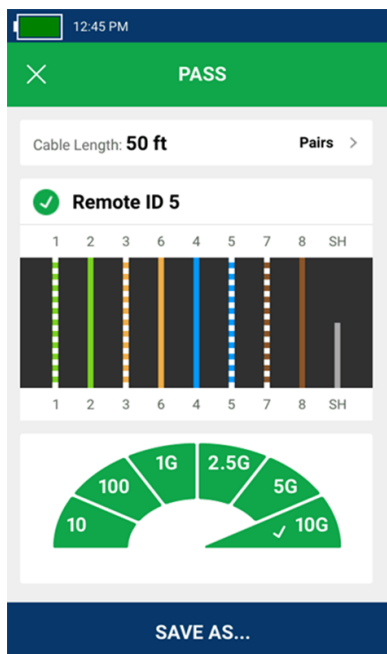 12:45 PM
PASS
Cable Length: 50 ft Pairs >
Remote ID 5
1 2 3 6 4 5 7 8 SH
1 2 3 6 4 5 7 8 SH
10 100 1G 2.5G 5G 10G
SAVE AS...